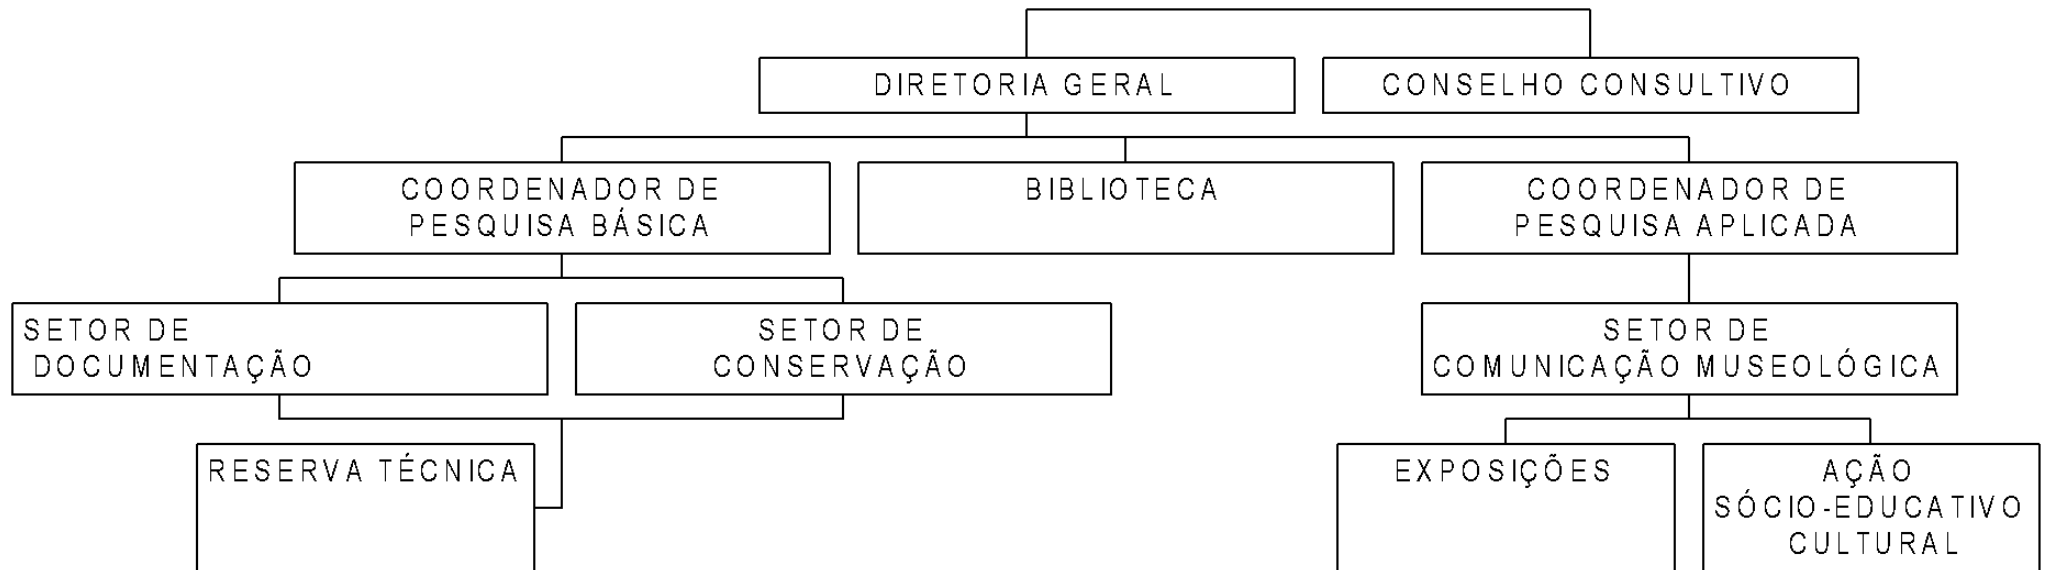 DIRETORIA GERAL
CONSELHO CONSULTIVO
COORDENADOR DE
PESQUISA BÁSICA
BIBLIOTECA
COORDENADOR DE
PESQUISA APLICADA
SETOR DE
DOCUMENTAÇÃO
SETOR DE
CONSERVAÇÃO
SETOR DE
COMUNICAÇÃO MUSEOLÓGICA
RESERVA TÉCNICA
EXPOSIÇÕES
AÇÃO
SÓCIO-EDUCATIVO
CULTURAL